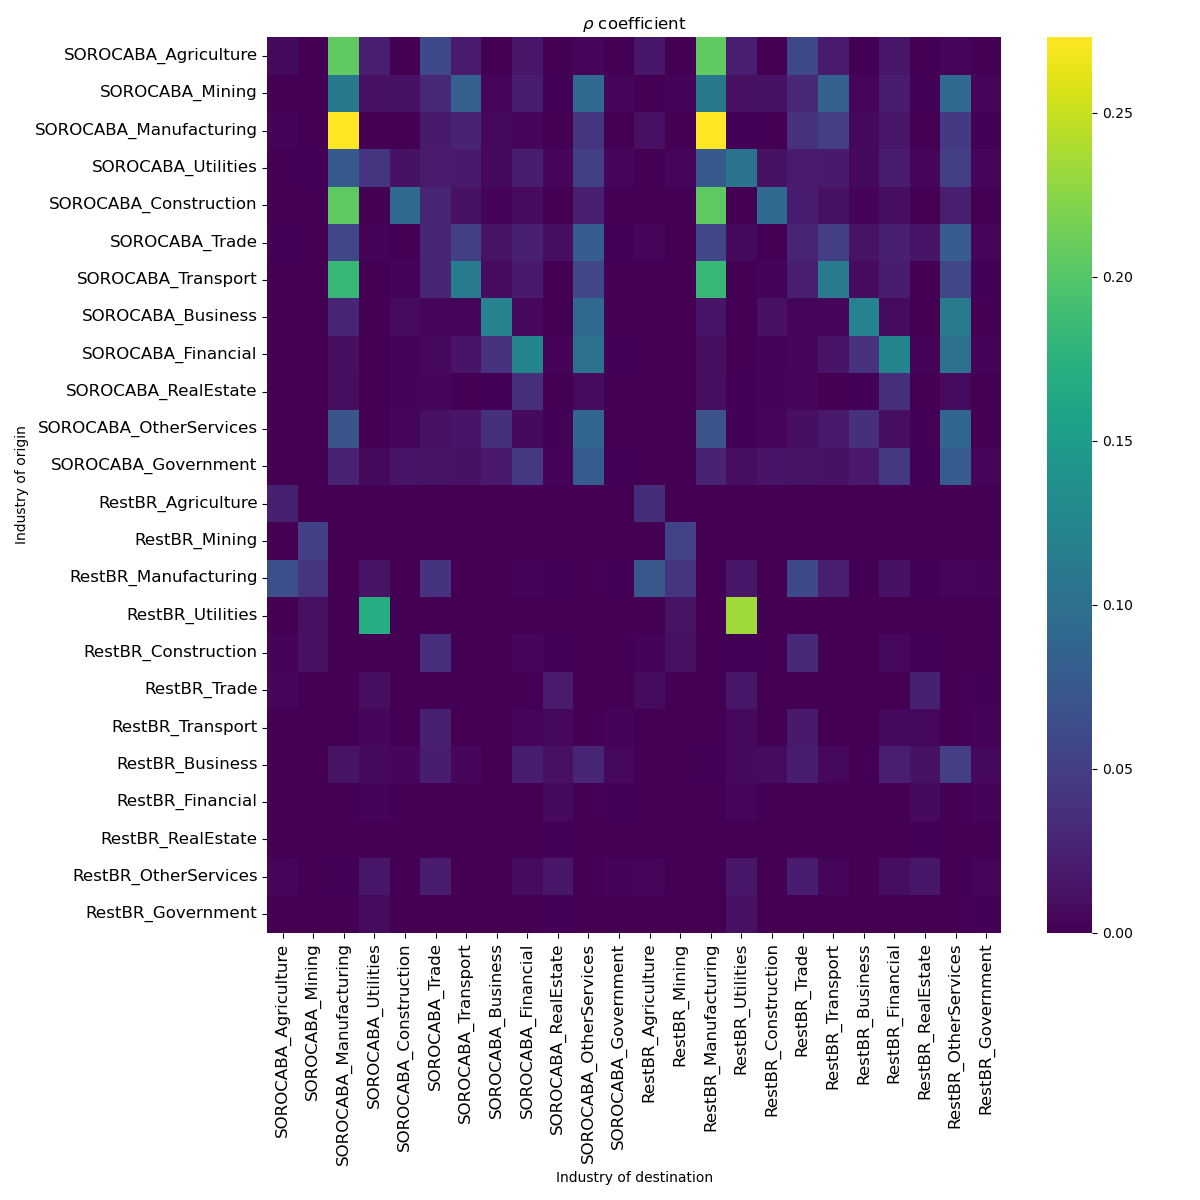 ρ coefficient
SOROCABA_Agriculture
SOROCABA_Mining
SOROCABA_Manufacturing
SOROCABA_Utilities
SOROCABA_Construction
SOROCABA_Trade
SOROCABA_Transport
SOROCABA_Business
SOROCABA_Financial
SOROCABA_RealEstate
SOROCABA_OtherServices
SOROCABA_Government
RestBR_Agriculture
RestBR_Mining
RestBR_Manufacturing
RestBR_Utilities
RestBR_Construction
RestBR_Trade
RestBR_Transport
RestBR_Business
RestBR_Financial
RestBR_RealEstate
RestBR_OtherServices
RestBR_Government
Industry of origin
SOROCABA_Agriculture
SOROCABA_Mining
SOROCABA_Manufacturing
SOROCABA_Utilities
SOROCABA_Construction
SOROCABA_Trade
SOROCABA_Transport
SOROCABA_Business
SOROCABA_Financial
SOROCABA_RealEstate
SOROCABA_OtherServices
SOROCABA_Government
RestBR_Agriculture
RestBR_Mining
RestBR_Manufacturing
RestBR_Utilities
RestBR_Construction
RestBR_Trade
RestBR_Transport
RestBR_Business
RestBR_Financial
RestBR_RealEstate
RestBR_OtherServices
RestBR_Government
Industry of destination
0.25
0.20
0.15
0.10
0.05
0.00